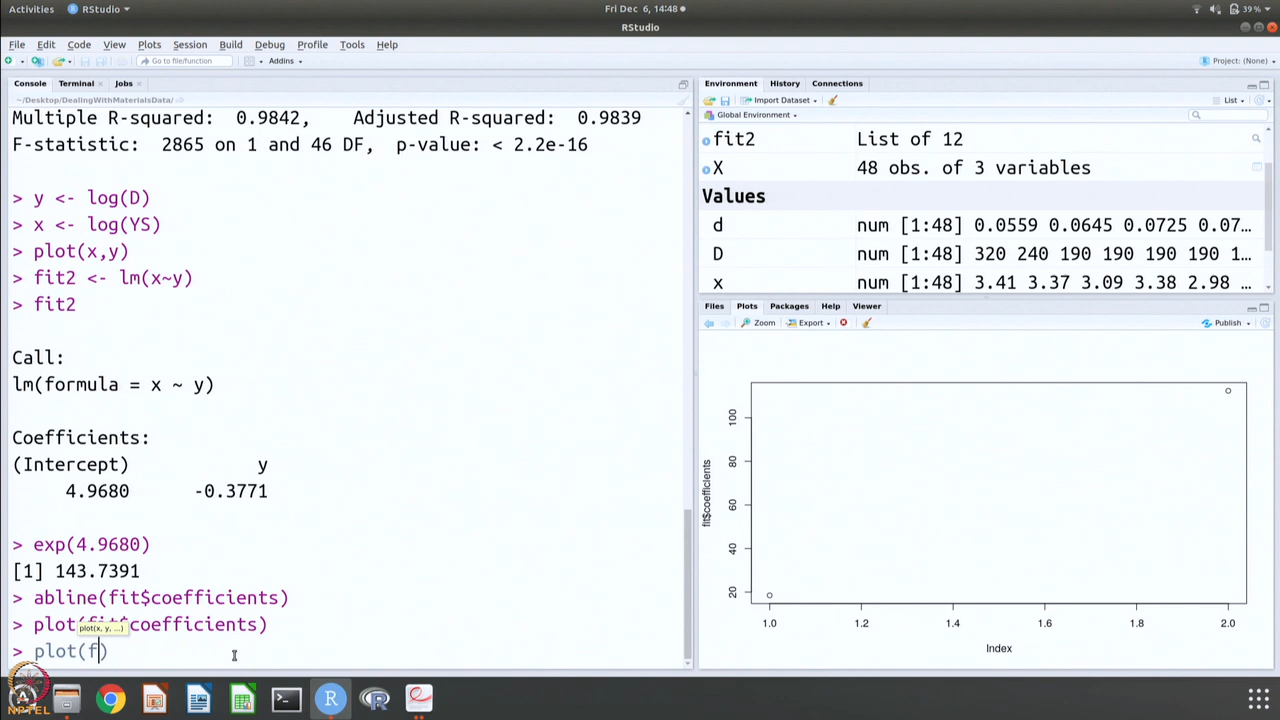 Activities RStudio Fri Dec 6, 14:48 39%
RStudio
File Edit Code View Plots Session Build Debug Profile Tools Help
Go to file/function Addins Project: (None)
Console Terminal Jobs
~/Desktop/DealingWithMaterialsData/
Multiple R-squared: 0.9842, Adjusted R-squared: 0.9839
F-statistic: 2865 on 1 and 46 DF, p-value: < 2.2e-16
> y <- log(D)
> x <- log(YS)
> plot(x,y)
> fit2 <- lm(x~y)
> fit2
Call:
lm(formula = x ~ y)
Coefficients:
(Intercept) y
4.9680 -0.3771
> exp(4.9680)
[1] 143.7391
> abline(fit$coefficients)
> plot(fit$coefficients)
plot(x, y, ...)
> plot(f)
Environment History Connections
Import Dataset List
Global Environment
fit2 List of 12
X 48 obs. of 3 variables
Values
d num [1:48] 0.0559 0.0645 0.0725 0.07...
D num [1:48] 320 240 190 190 190 190 1...
x num [1:48] 3.41 3.37 3.09 3.38 2.98 ...
Files Plots Packages Help Viewer
Zoom Export Publish
fit$coefficients
100
80
60
40
20
1.0 1.2 1.4 1.6 1.8 2.0
Index
NPTEL